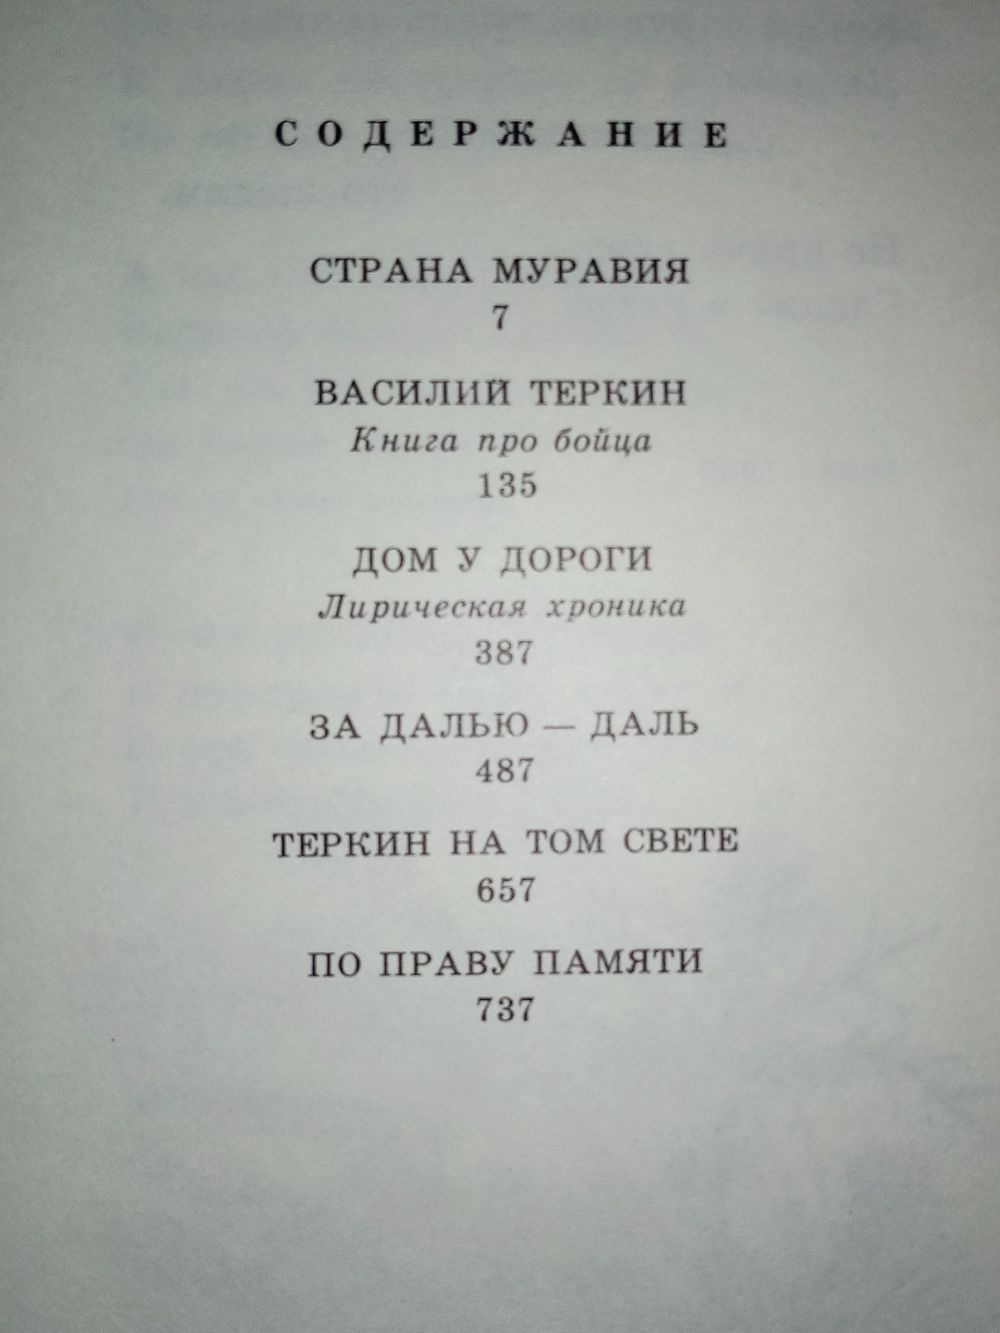 СОДЕРЖАНИЕ
СТРАНА МУРАВИЯ
7
ВАСИЛИЙ ТЕРКИН
Книга про бойца
135
ДОМ У ДОРОГИ
Лирическая хроника
387
ЗА ДАЛЬЮ — ДАЛЬ
487
ТЕРКИН НА ТОМ СВЕТЕ
657
ПО ПРАВУ ПАМЯТИ
737